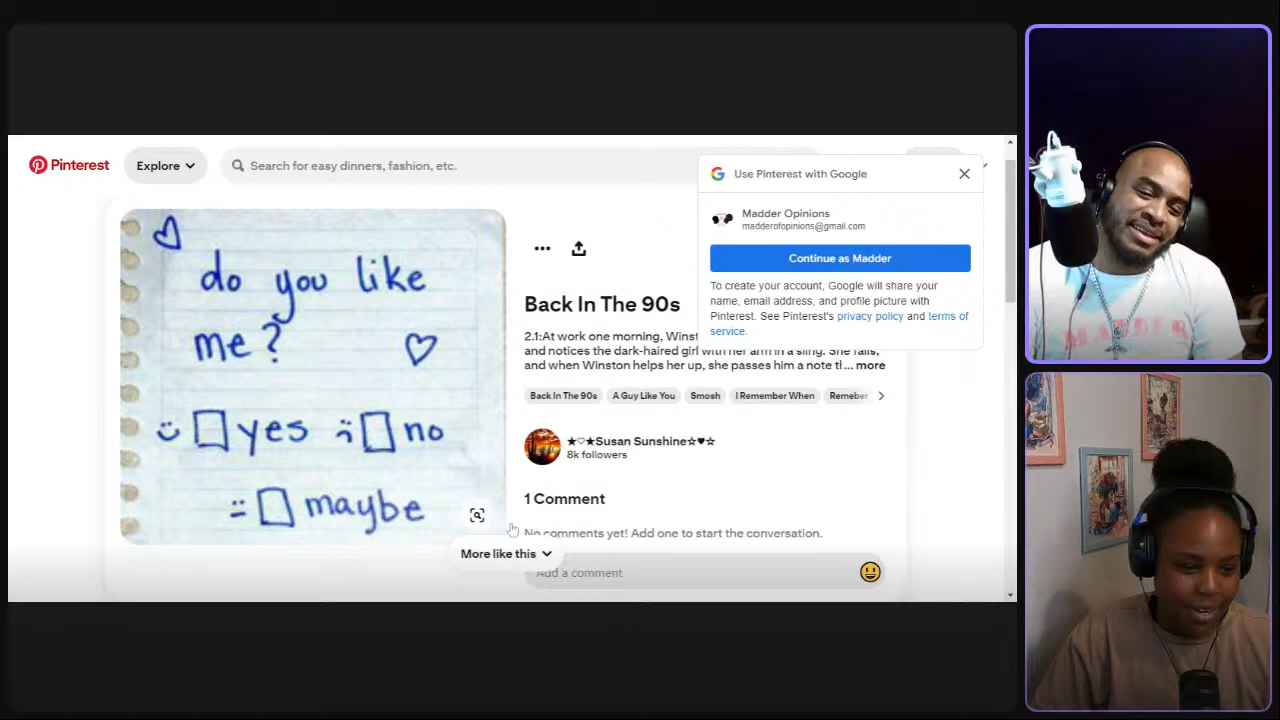 Pinterest
Explore
Search for easy dinners, fashion, etc.
Use Pinterest with Google
Madder Opinions
madderofopinions@gmail.com
Continue as Madder
To create your account, Google will share your
name, email address, and profile picture with
Pinterest. See Pinterest's privacy policy and terms of
service.
do you like
me?
yes no
maybe
Back In The 90s
2.1:At work one morning, Winst
and notices the dark-haired girl with her arm in a sling. She falls,
and when Winston helps her up, she passes him a note tl ... more
Back In The 90s A Guy Like You Smosh I Remember When Remeber
★♡★Susan Sunshine☆♥☆
8k followers
1 Comment
No comments yet! Add one to start the conversation.
Add a comment
More like this
MADDER